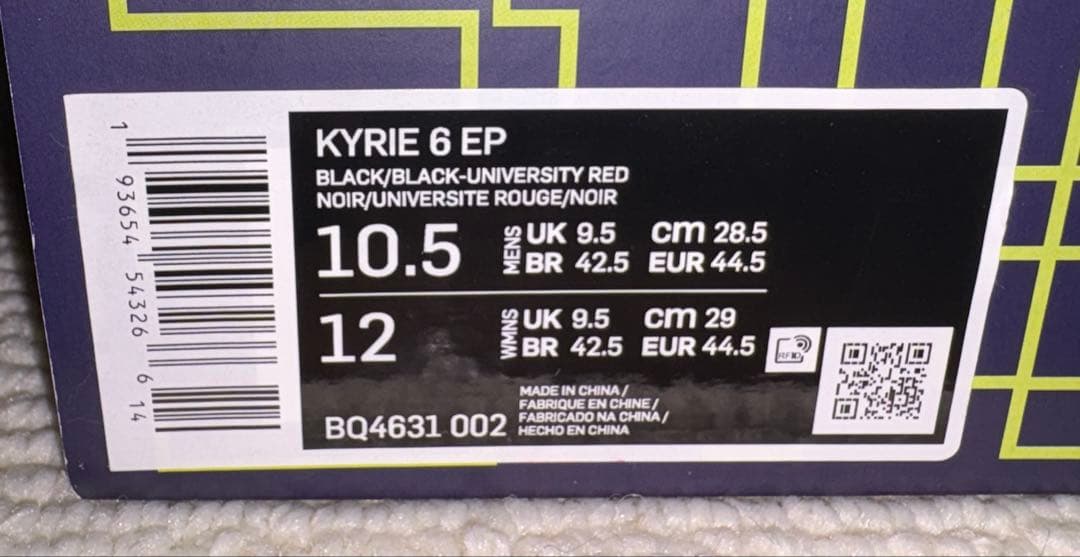 1 93654 54326 6 14
KYRIE 6 EP
BLACK/BLACK-UNIVERSITY RED
NOIR/UNIVERSITE ROUGE/NOIR
10.5 MENS UK 9.5 cm 28.5
BR 42.5 EUR 44.5
12 WMNS UK 9.5 cm 29
BR 42.5 EUR 44.5
RFID
MADE IN CHINA /
FABRIQUE EN CHINE /
FABRICADO NA CHINA /
HECHO EN CHINA
BQ4631 002